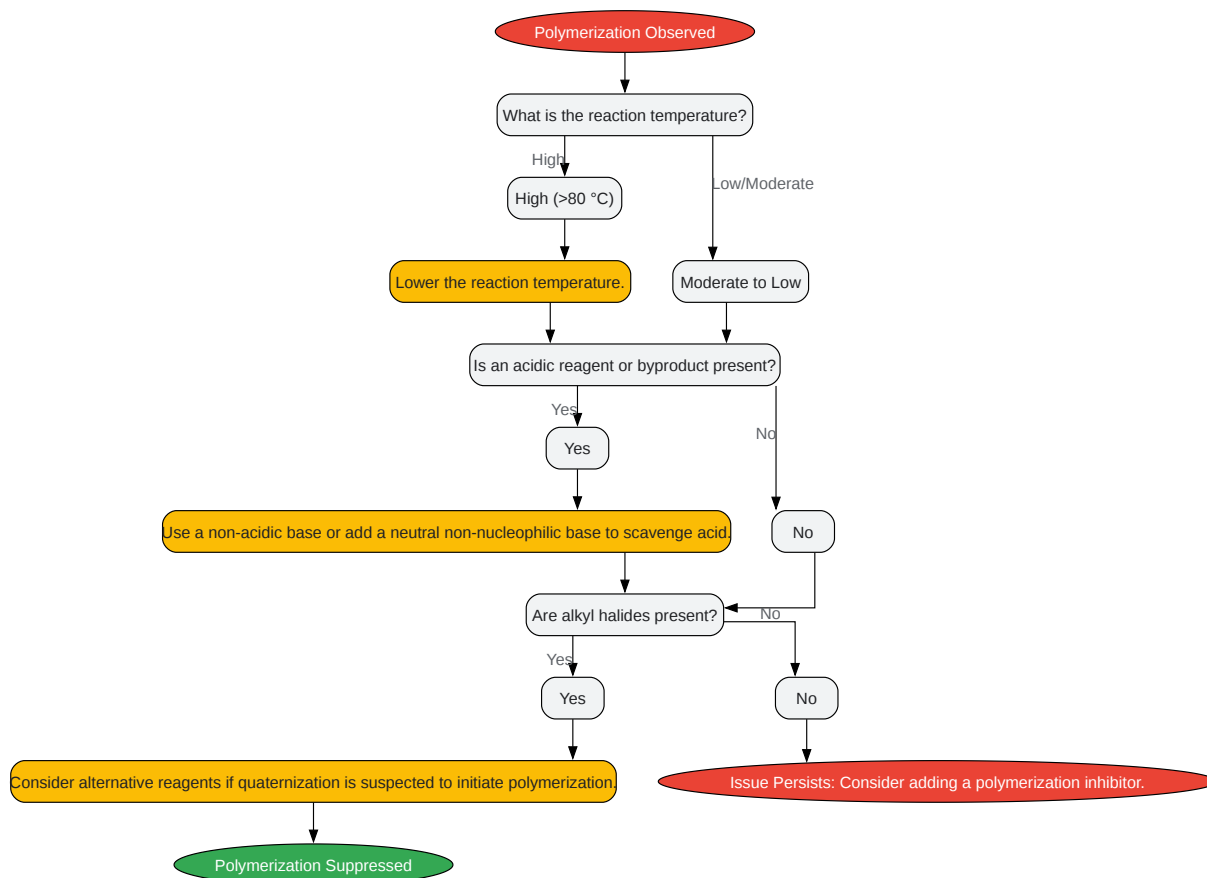 Polymerization Observed
What is the reaction temperature?
High
Low/Moderate
High (>80 °C)
Lower the reaction temperature.
Moderate to Low
Is an acidic reagent or byproduct present?
Yes
No
Yes
Use a non-acidic base or add a neutral non-nucleophilic base to scavenge acid.
No
Are alkyl halides present?
No
Yes
Yes
No
Consider alternative reagents if quaternization is suspected to initiate polymerization.
Issue Persists: Consider adding a polymerization inhibitor.
Polymerization Suppressed